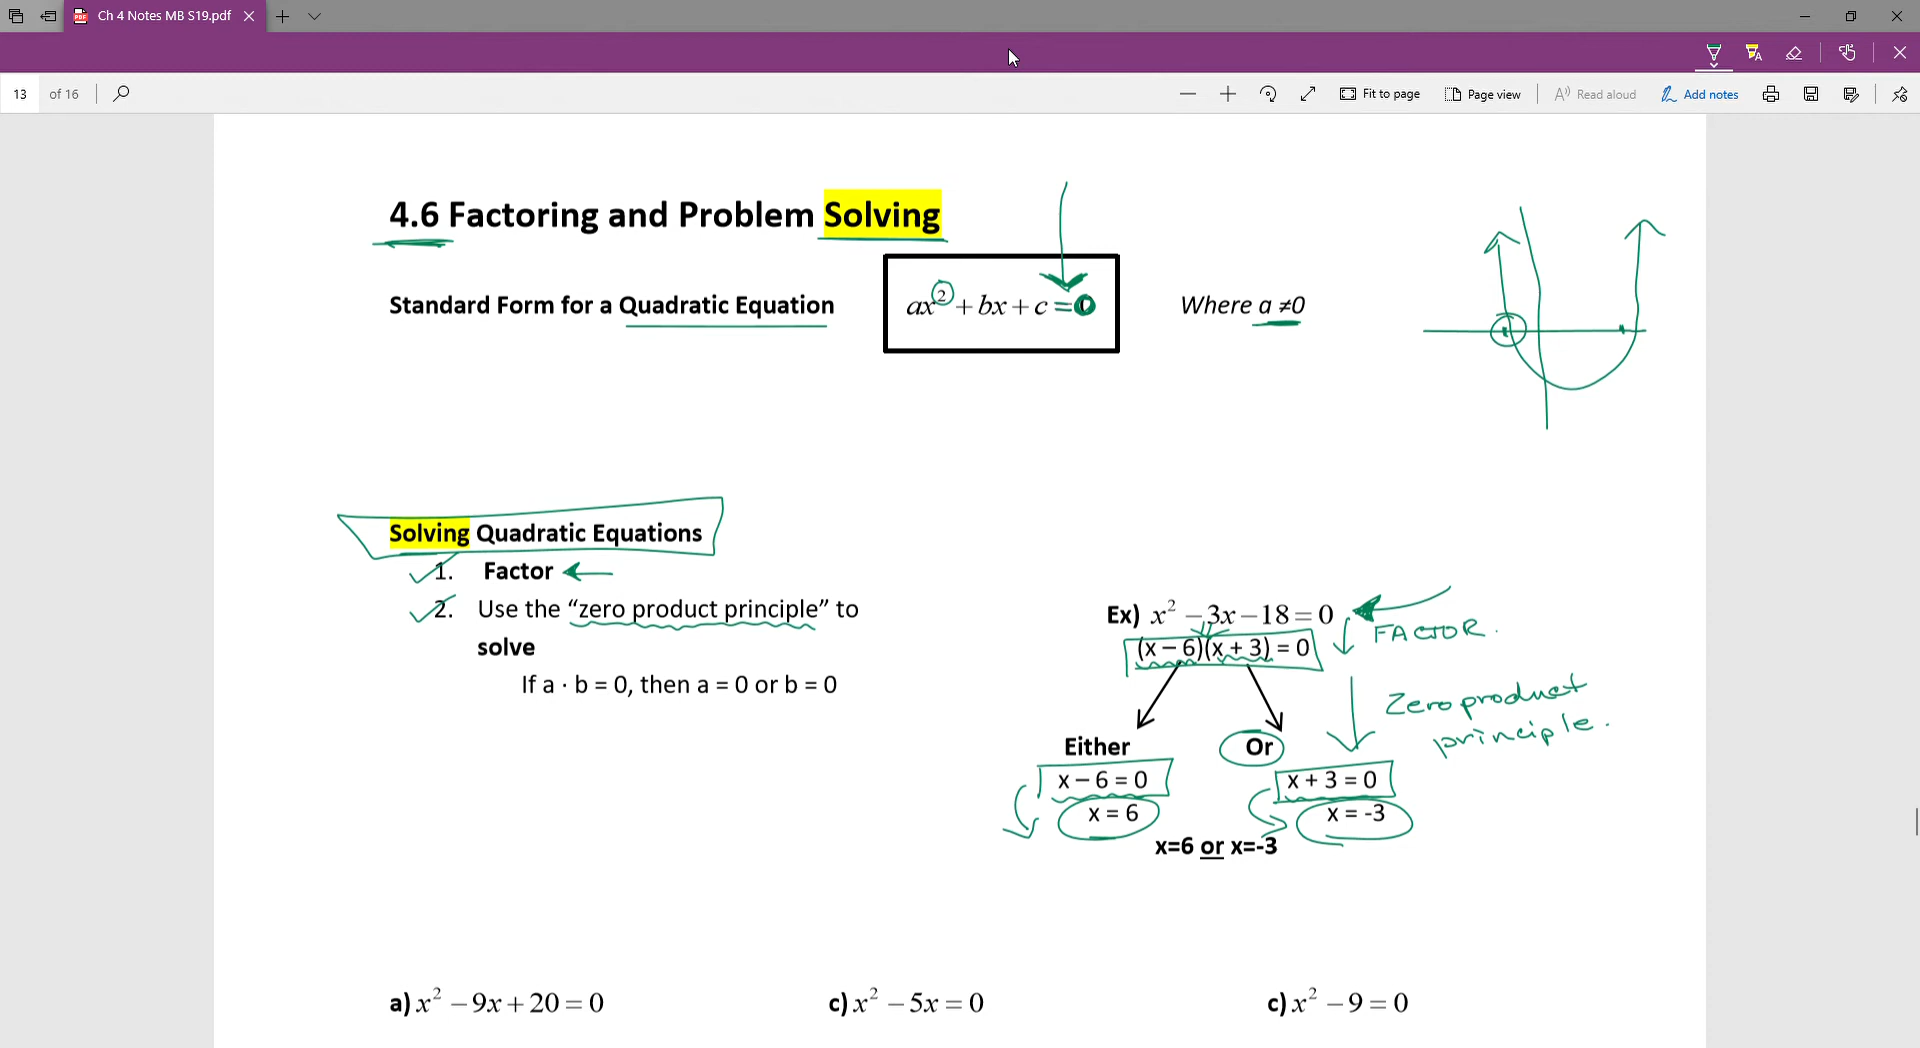 Ch 4 Notes MB S19.pdf
13 of 16
Fit to page
Page view
Read aloud
Add notes
4.6 Factoring and Problem Solving
Standard Form for a Quadratic Equation
ax² + bx + c = 0
Where a ≠0
Solving Quadratic Equations
1. Factor
2. Use the “zero product principle” to
solve
If a · b = 0, then a = 0 or b = 0
Ex) x² − 3x − 18 = 0
FACTOR.
(x – 6)(x + 3) = 0
Zero product
principle.
Either
Or
x – 6 = 0
x + 3 = 0
x = 6
x = -3
x=6 or x=-3
a) x² − 9x + 20 = 0
c) x² − 5x = 0
c) x² − 9 = 0